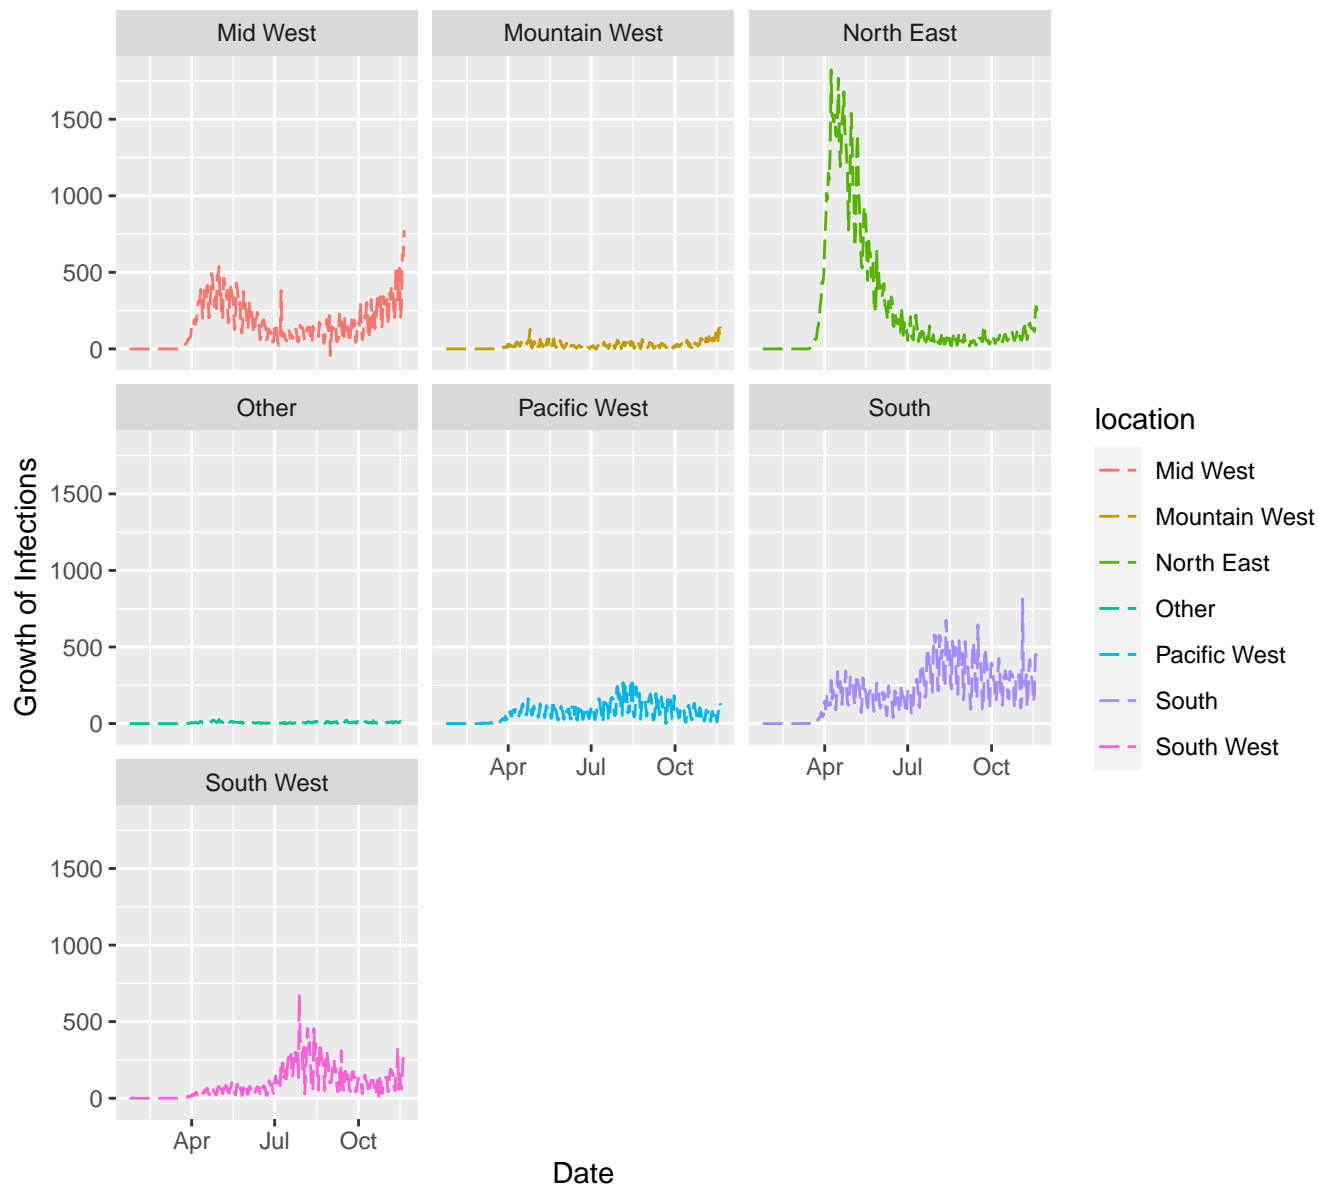 Mid West
Mountain West
North East
1500
1000
500
0
Other
Pacific West
South
1500
1000
500
0
Apr Jul Oct
Apr Jul Oct
South West
1500
1000
500
0
Apr Jul Oct
Date
Growth of Infections
location
Mid West
Mountain West
North East
Other
Pacific West
South
South West